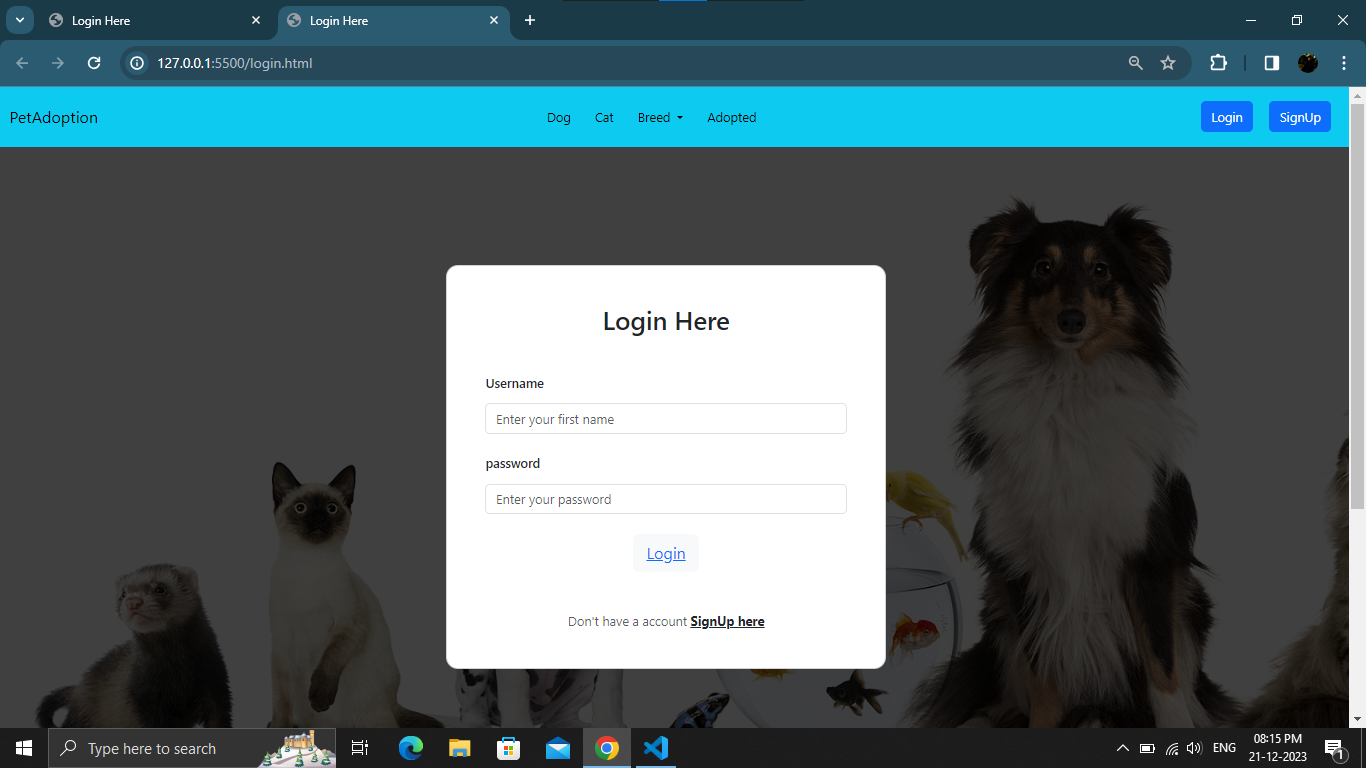 Login Here
Login Here
127.0.0.1:5500/login.html
PetAdoption Dog Cat Breed Adopted Login SignUp
Login Here
Username
Enter your first name
password
Enter your password
Login
Don't have a account SignUp here
Type here to search
ENG
08:15 PM
21-12-2023
1